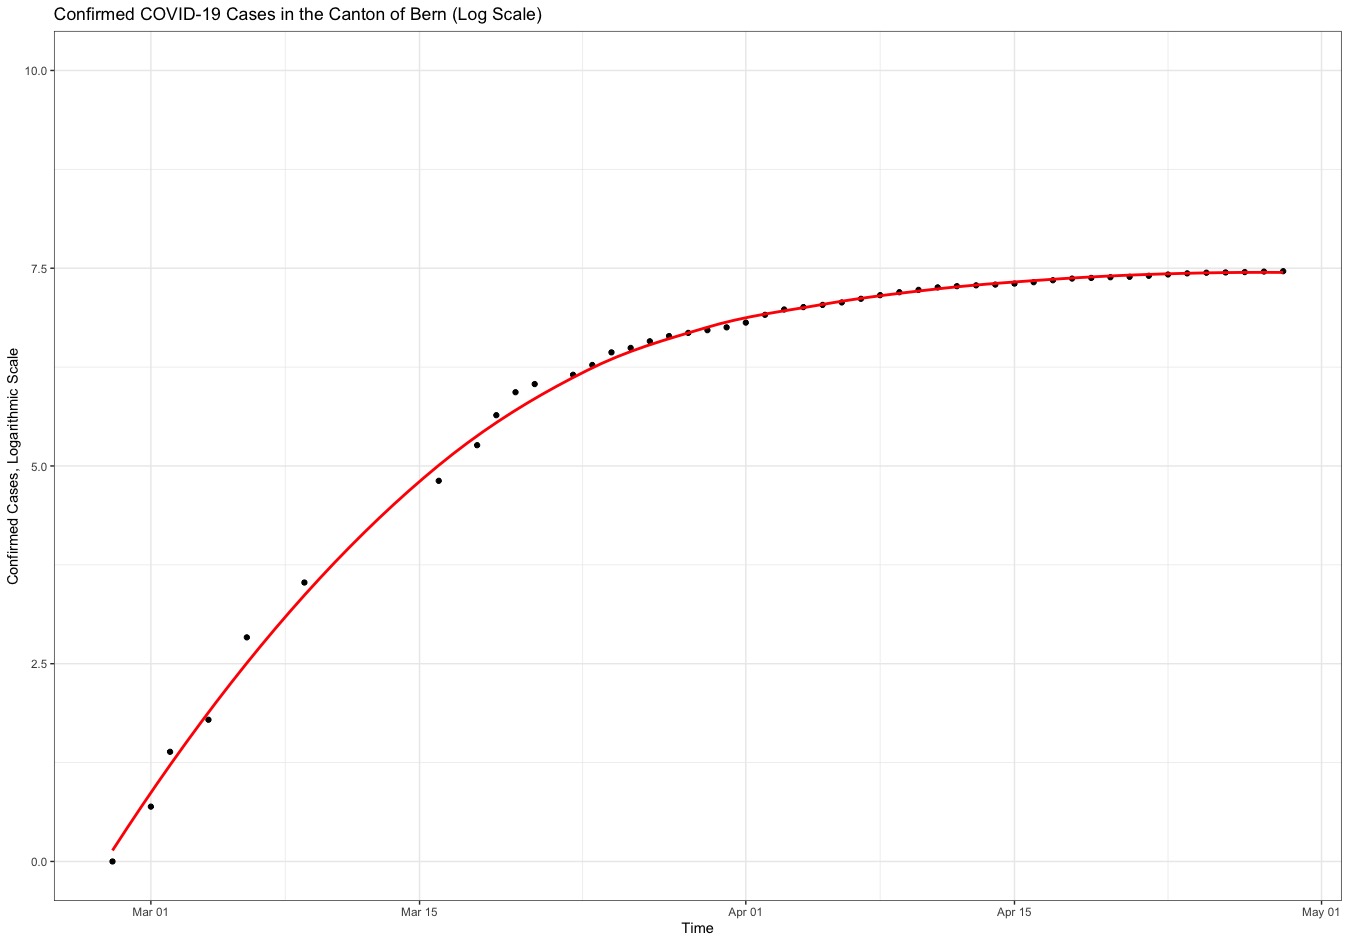 Confirmed COVID-19 Cases in the Canton of Bern (Log Scale)
10.0
7.5
5.0
2.5
0.0
Confirmed Cases, Logarithmic Scale
Mar 01
Mar 15
Apr 01
Apr 15
May 01
Time